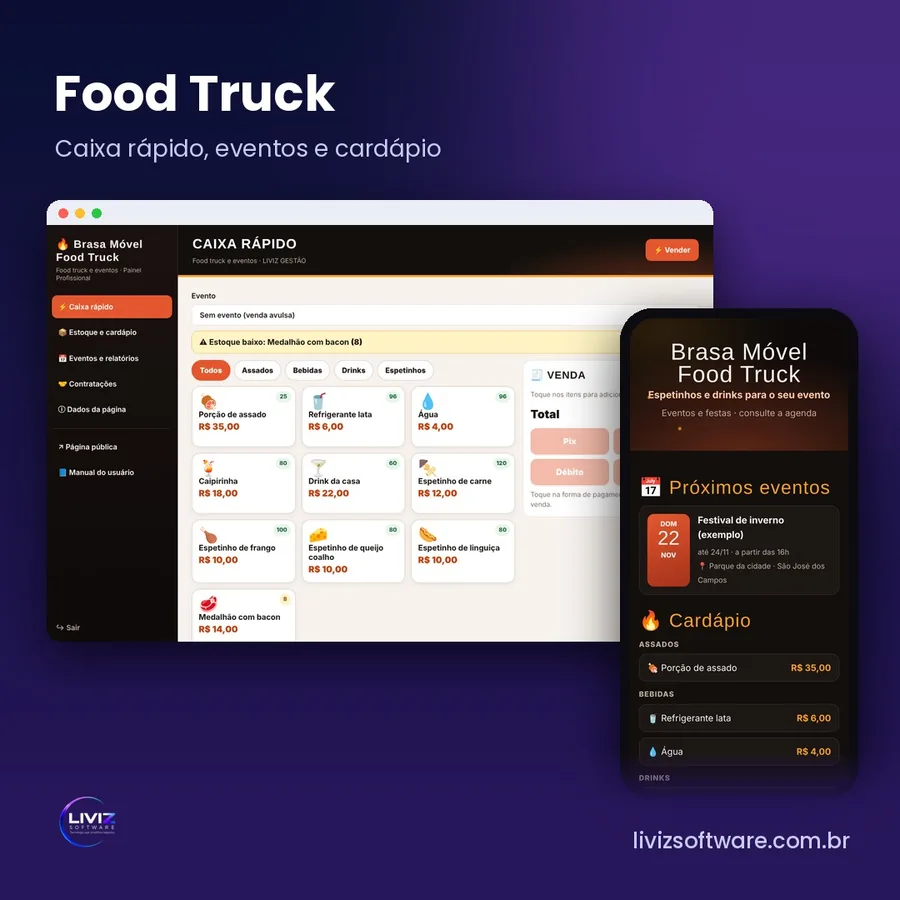 Food Truck
Caixa rápido, eventos e cardápio
Brasa Móvel
Food Truck
Food truck e eventos · Painel
Profissional
Caixa rápido
Estoque e cardápio
Eventos e relatórios
Contratações
Dados da página
Página pública
Manual do usuário
Sair
CAIXA RÁPIDO
Food truck e eventos · LIVIZ GESTÃO
Vender
Evento
Sem evento (venda avulsa)
Estoque baixo: Medalhão com bacon (8)
Todos Assados Bebidas Drinks Espetinhos
25
Porção de assado
R$ 35,00
96
Refrigerante lata
R$ 6,00
96
Água
R$ 4,00
80
Caipirinha
R$ 18,00
60
Drink da casa
R$ 22,00
120
Espetinho de carne
R$ 12,00
100
Espetinho de frango
R$ 10,00
80
Espetinho de queijo
coalho
R$ 10,00
80
Espetinho de linguiça
R$ 10,00
8
Medalhão com bacon
R$ 14,00
VENDA
Toque nos itens para
Total
Pix
Débito
Toque na forma de
venda.
Brasa Móvel
Food Truck
Espetinhos e drinks para o seu evento
Eventos e festas · consulte a agenda
Próximos eventos
DOM
22
NOV
Festival de inverno
(exemplo)
até 24/11 · a partir das 16h
Parque da cidade · São José dos
Campos
Cardápio
ASSADOS
Porção de assado R$ 35,00
BEBIDAS
Refrigerante lata R$ 6,00
Água R$ 4,00
DRINKS
LIVIZ
SOFTWARE
livizsoftware.com.br